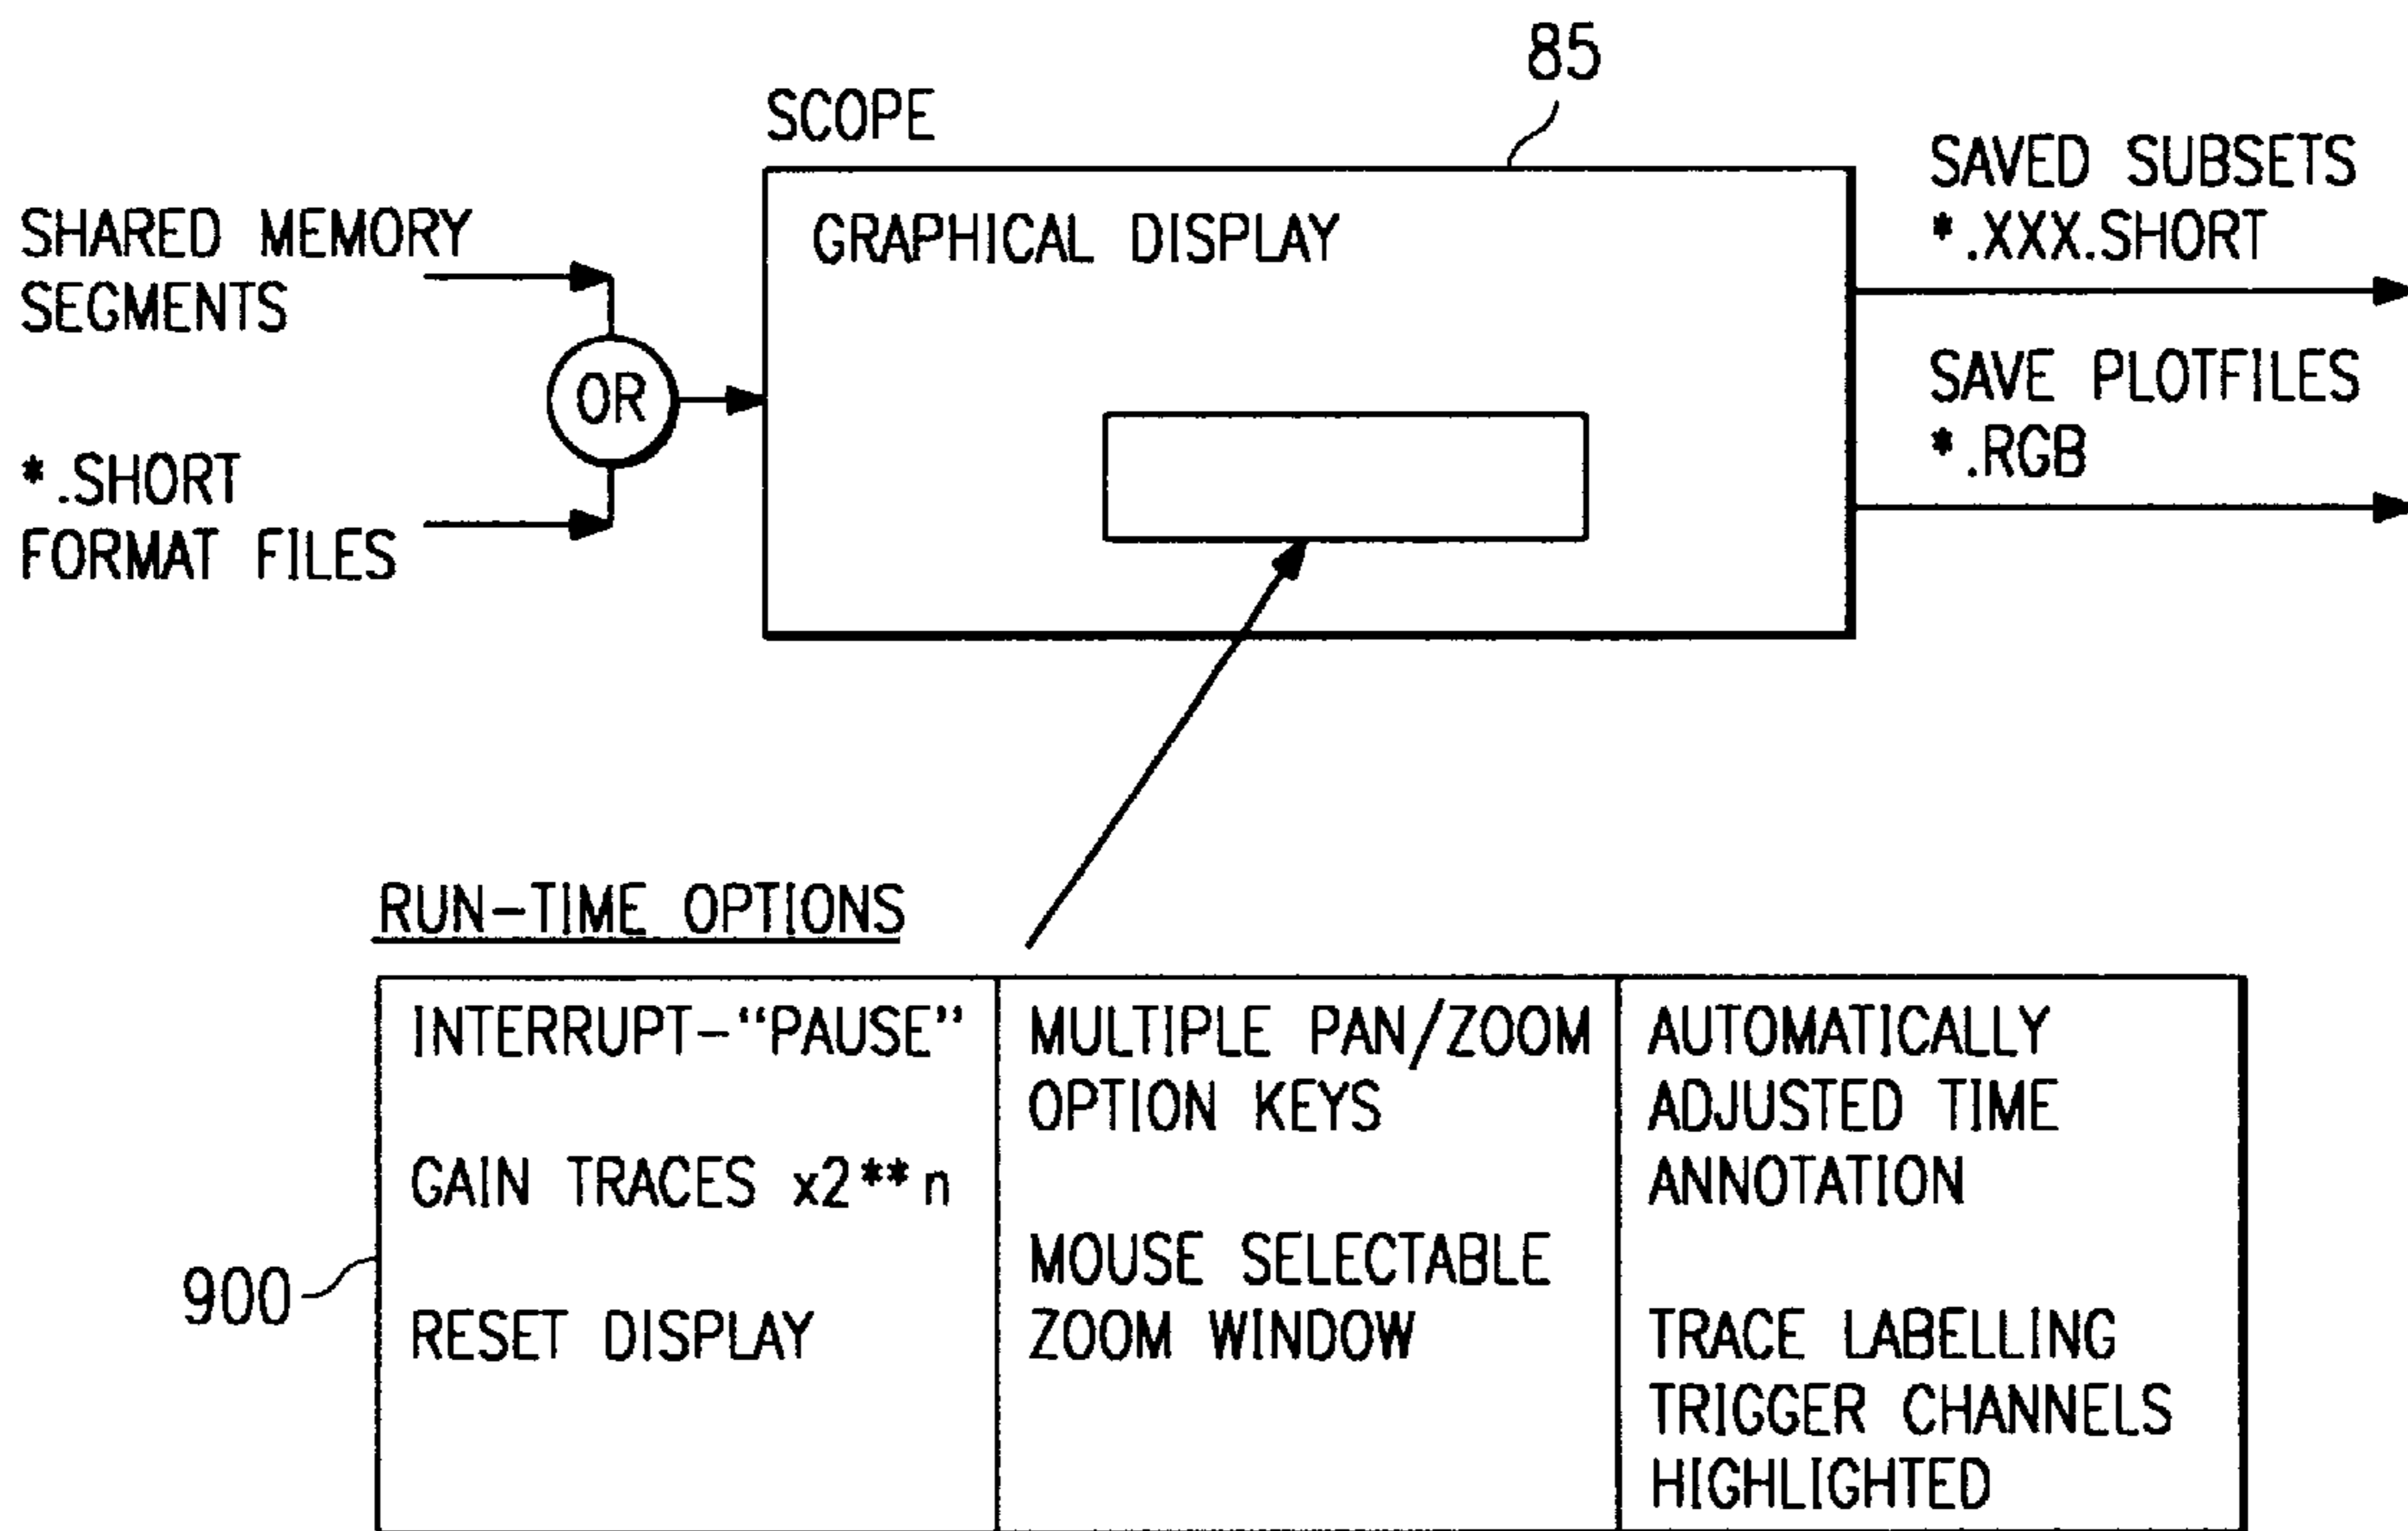 85
SCOPE
SHARED MEMORY
SEGMENTS
*.SHORT
FORMAT FILES
OR
GRAPHICAL DISPLAY
SAVED SUBSETS
*.XXX.SHORT
SAVE PLOTFILES
*.RGB
RUN-TIME OPTIONS
900
INTERRUPT-“PAUSE”
GAIN TRACES x2**n
RESET DISPLAY
MULTIPLE PAN/ZOOM
OPTION KEYS
MOUSE SELECTABLE
ZOOM WINDOW
AUTOMATICALLY
ADJUSTED TIME
ANNOTATION
TRACE LABELLING
TRIGGER CHANNELS
HIGHLIGHTED